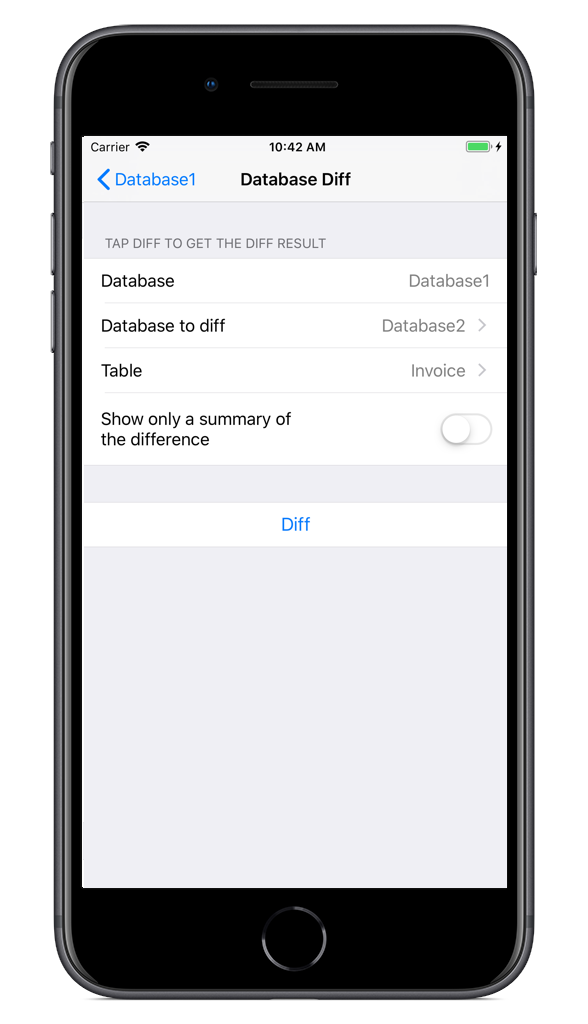 Carrier 10:42 AM
Database1 Database Diff
TAP DIFF TO GET THE DIFF RESULT
Database Database1
Database to diff Database2
Table Invoice
Show only a summary of
the difference
Diff